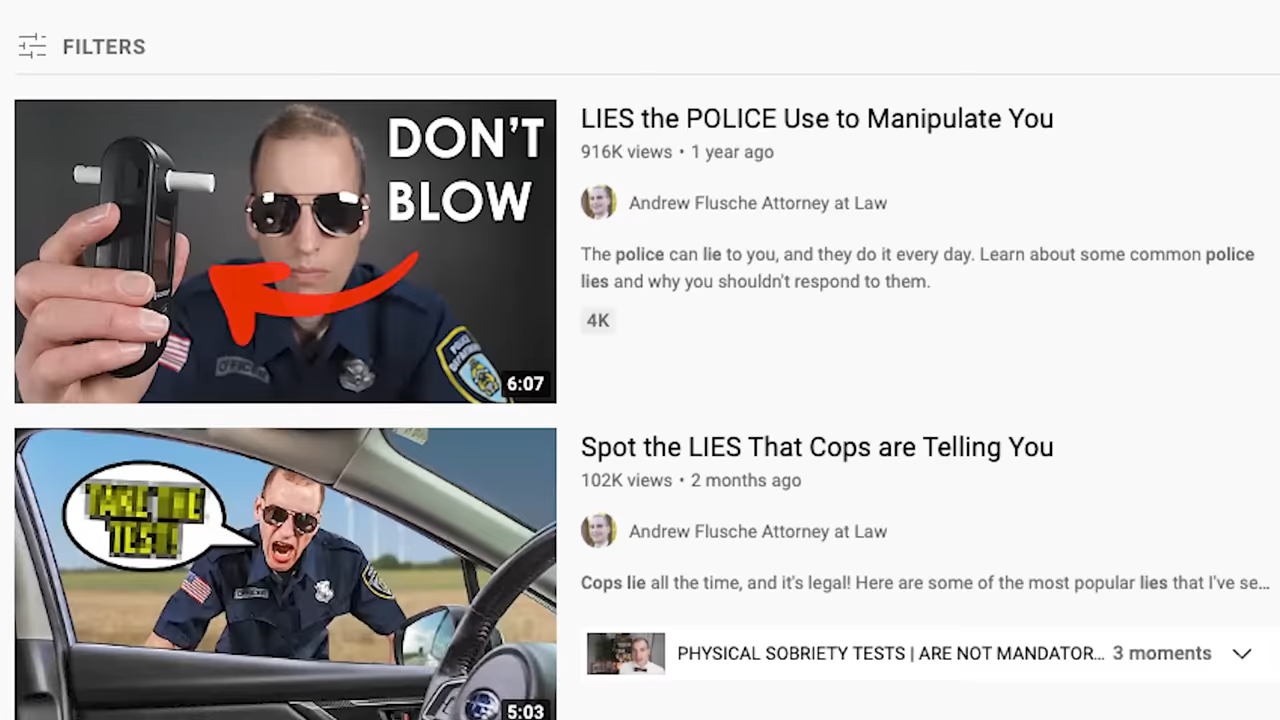 FILTERS
DON'T
BLOW
OFFICER
POLICE
6:07
LIES the POLICE Use to Manipulate You
916K views • 1 year ago
Andrew Flusche Attorney at Law
The police can lie to you, and they do it every day. Learn about some common police
lies and why you shouldn't respond to them.
4K
TAKE THE
TEST!
5:03
Spot the LIES That Cops are Telling You
102K views • 2 months ago
Andrew Flusche Attorney at Law
Cops lie all the time, and it's legal! Here are some of the most popular lies that I've se...
PHYSICAL SOBRIETY TESTS | ARE NOT MANDATOR... 3 moments